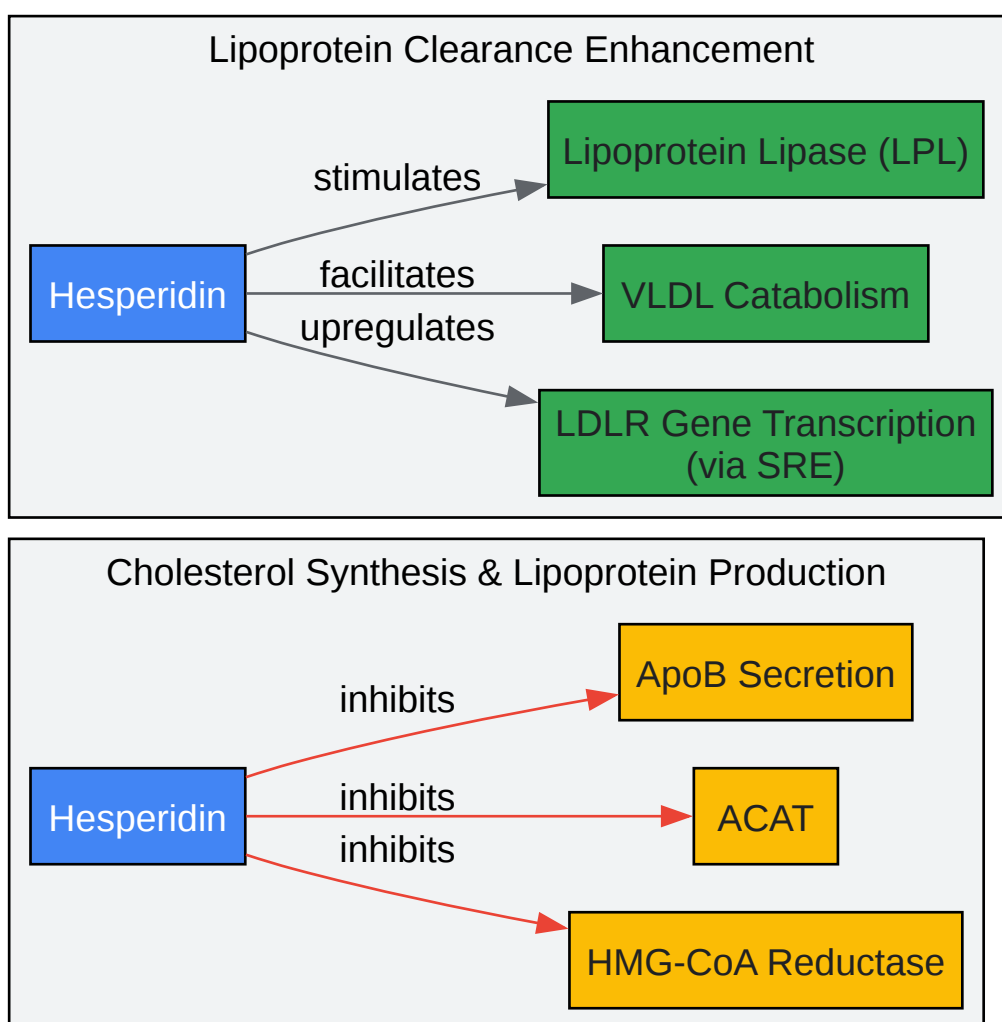 Lipoprotein Clearance Enhancement
Lipoprotein Lipase (LPL)
stimulates
Hesperidin
facilitates
VLDL Catabolism
upregulates
LDLR Gene Transcription
(via SRE)
Cholesterol Synthesis & Lipoprotein Production
ApoB Secretion
inhibits
Hesperidin
inhibits
ACAT
inhibits
HMG-CoA Reductase